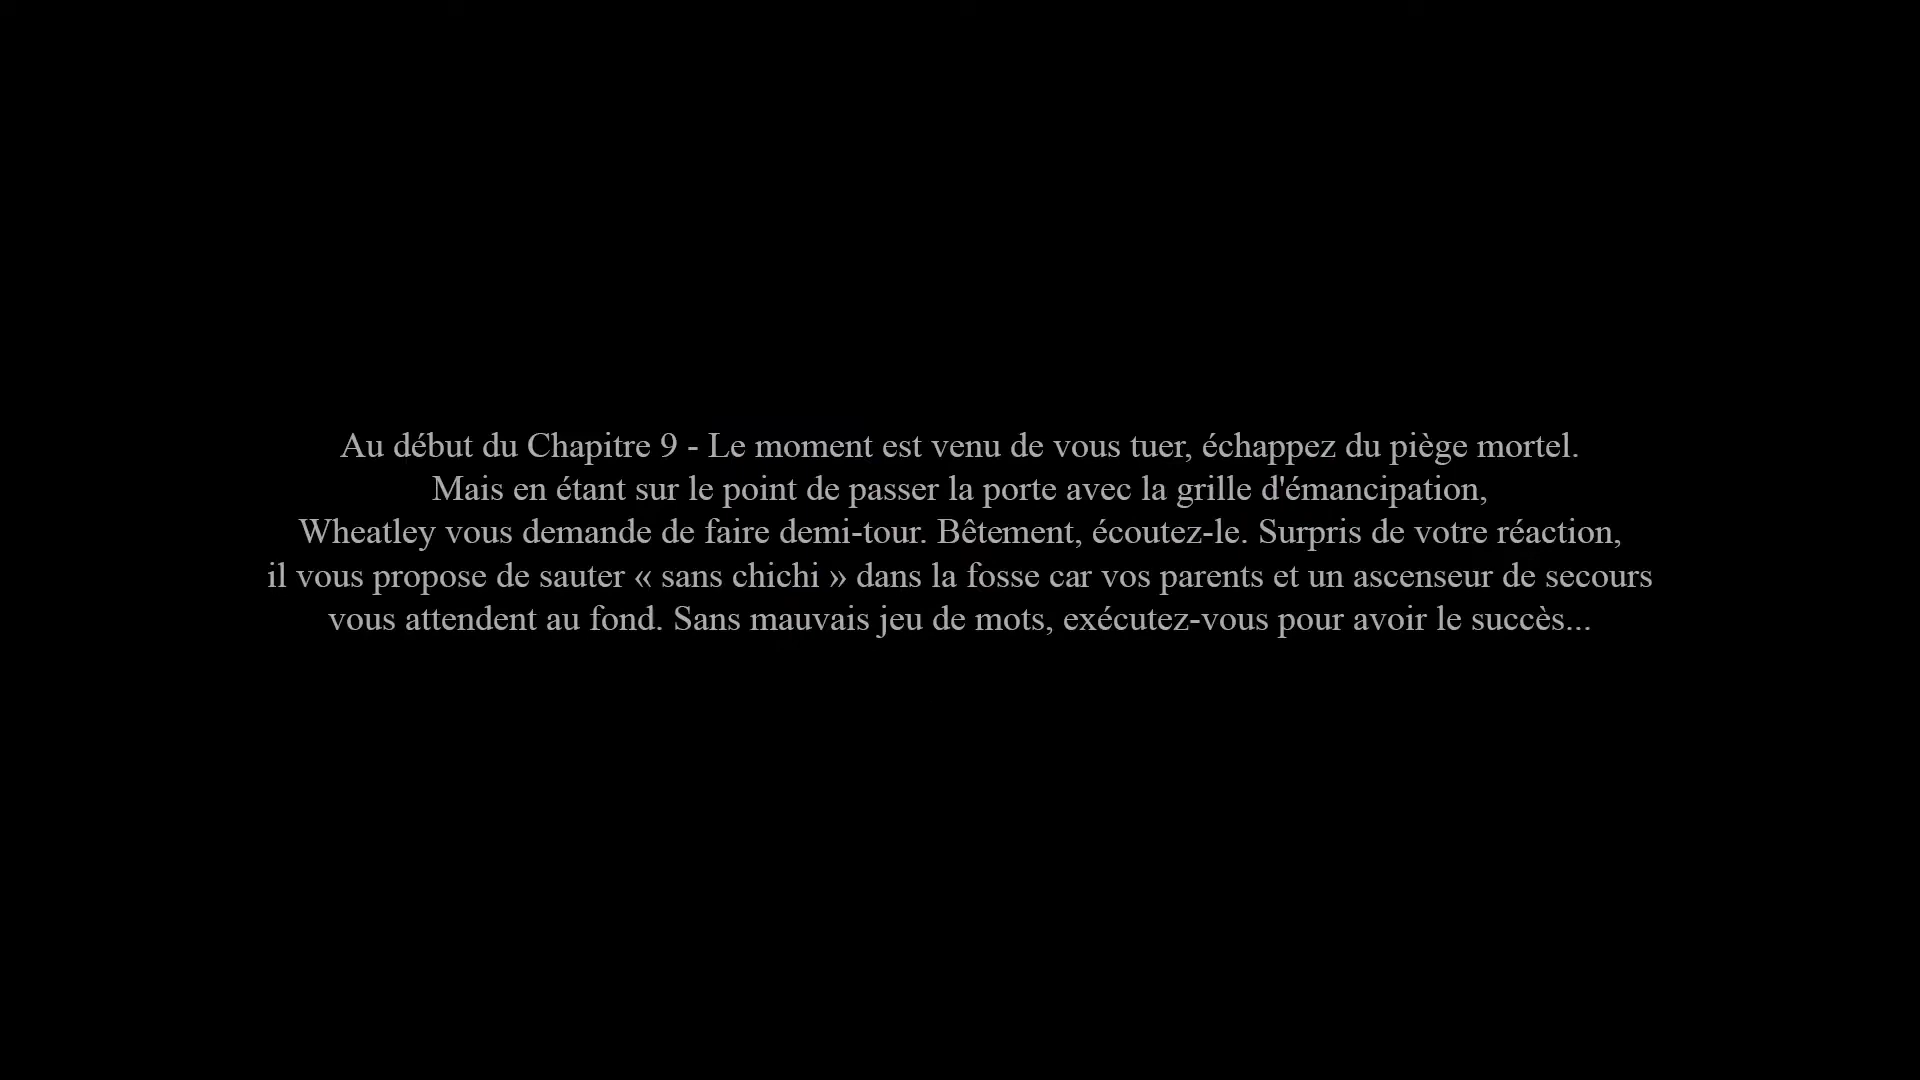 Au début du Chapitre 9 - Le moment est venu de vous tuer, échappez du piège mortel.
Mais en étant sur le point de passer la porte avec la grille d'émancipation,
Wheatley vous demande de faire demi-tour. Bêtement, écoutez-le. Surpris de votre réaction,
il vous propose de sauter « sans chichi » dans la fosse car vos parents et un ascenseur de secours
vous attendent au fond. Sans mauvais jeu de mots, exécutez-vous pour avoir le succès...